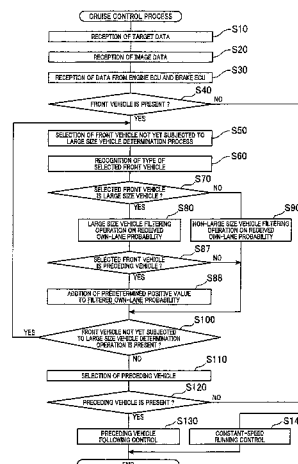 CRUISE CONTROL PROCESS
S10
RECEPTION OF TARGET DATA
S20
RECEPTION OF IMAGE DATA
S30
RECEPTION OF DATA FROM ENGINE ECU AND BRAKE ECU
S40
FRONT VEHICLE IS PRESENT ?
NO
YES
S50
SELECTION OF FRONT VEHICLE NOT YET SUBJECTED TO
LARGE SIZE VEHICLE DETERMINATION PROCESS
S60
RECOGNITION OF TYPE OF
SELECTED FRONT VEHICLE
S70
SELECTED FRONT VEHICLE
IS LARGE SIZE VEHICLE ?
NO
YES
S80
S90
LARGE SIZE VEHICLE FILTERING
OPERATION ON RECEIVED
OWN-LANE PROBABILITY
NON-LARGE SIZE VEHICLE FILTERING
OPERATION ON RECEIVED
OWN-LANE PROBABILITY
S87
SELECTED FRONT VEHICLE
IS PRECEDING VEHICLE ?
NO
YES
S88
ADDITION OF PREDETERMINED POSITIVE VALUE
TO FILTERED OWN-LANE PROBABILITY
S100
YES
FRONT VEHICLE NOT YET SUBJECTED
TO LARGE SIZE VEHICLE DETERMINATION
OPERATION IS PRESENT ?
NO
S110
SELECTION OF PRECEDING VEHICLE
S120
PRECEDING VEHICLE IS PRESENT ?
NO
YES
S130
S14
PRECEDING VEHICLE
FOLLOWING CONTROL
CONSTANT-SPEED
RUNNING CONTROL
END